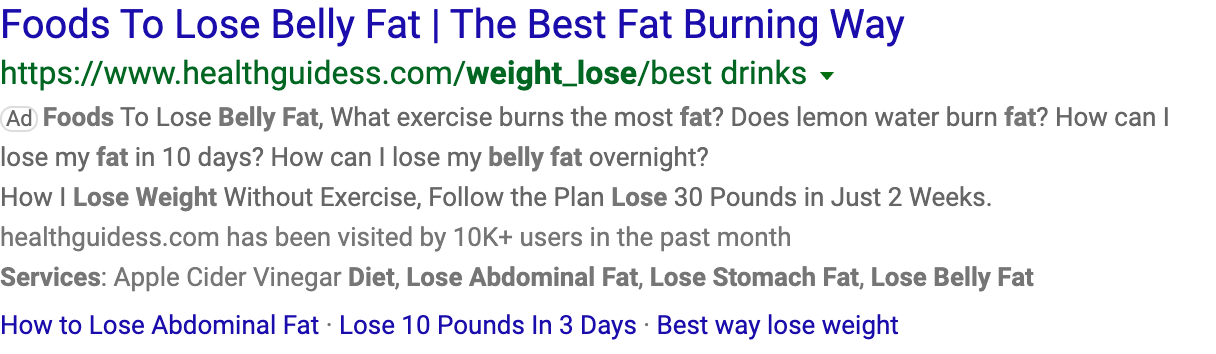 Foods To Lose Belly Fat | The Best Fat Burning Way
https://www.healthguidess.com/weight_lose/best drinks
Ad Foods To Lose Belly Fat, What exercise burns the most fat? Does lemon water burn fat? How can I
lose my fat in 10 days? How can I lose my belly fat overnight?
How I Lose Weight Without Exercise, Follow the Plan Lose 30 Pounds in Just 2 Weeks.
healthguidess.com has been visited by 10K+ users in the past month
Services: Apple Cider Vinegar Diet, Lose Abdominal Fat, Lose Stomach Fat, Lose Belly Fat
How to Lose Abdominal Fat · Lose 10 Pounds In 3 Days · Best way lose weight